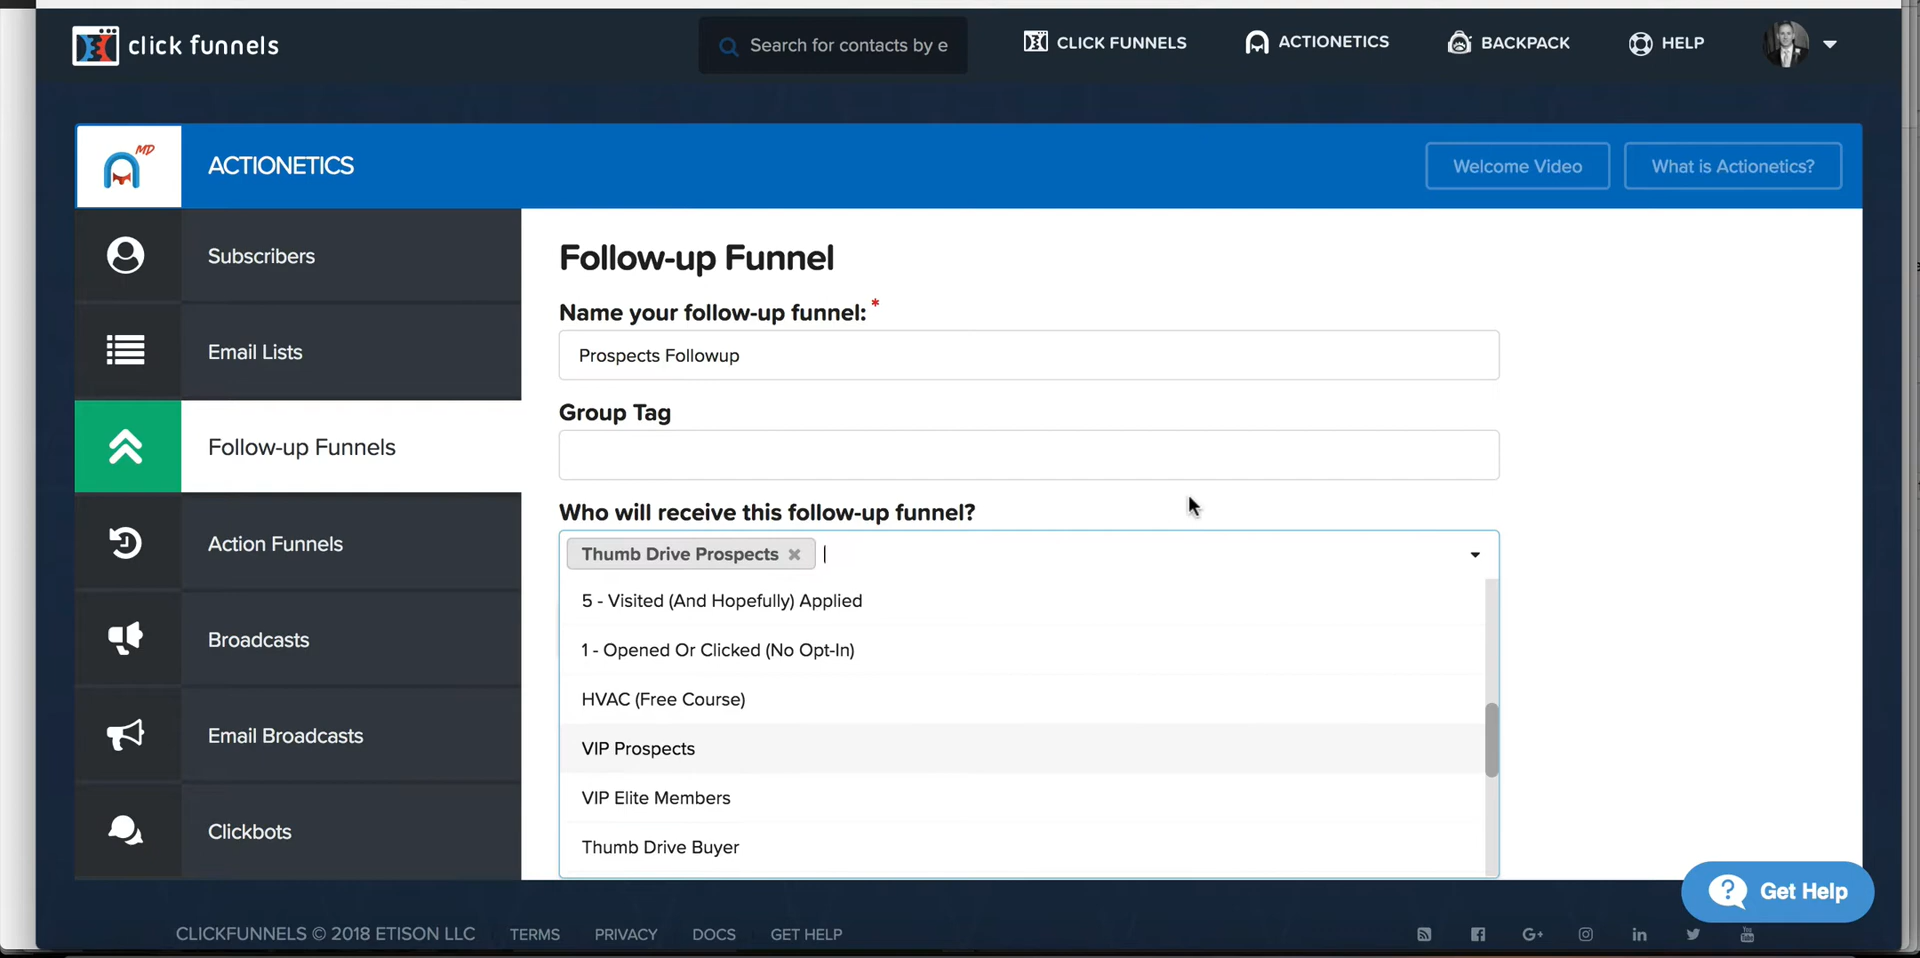 click funnels
Search for contacts by e
CLICK FUNNELS
ACTIONETICS
BACKPACK
HELP
MD
ACTIONETICS
Welcome Video
What is Actionetics?
Subscribers
Email Lists
Follow-up Funnels
Action Funnels
Broadcasts
Email Broadcasts
Clickbots
Follow-up Funnel
Name your follow-up funnel: *
Prospects Followup
Group Tag
Who will receive this follow-up funnel?
Thumb Drive Prospects
5 - Visited (And Hopefully) Applied
1 - Opened Or Clicked (No Opt-In)
HVAC (Free Course)
VIP Prospects
VIP Elite Members
Thumb Drive Buyer
Get Help
CLICKFUNNELS © 2018 ETISON LLC
TERMS
PRIVACY
DOCS
GET HELP